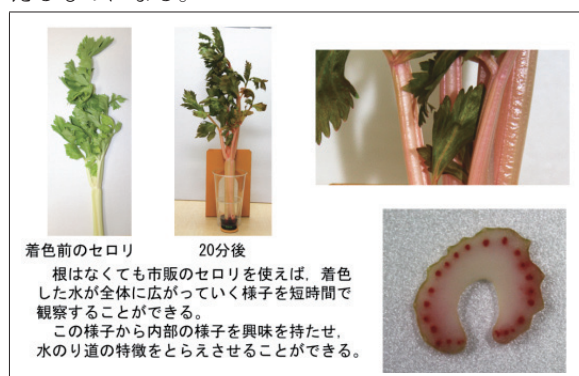 着色前のセロリ
20分後
根はなくても市販のセロリを使えば，着色
した水が全体に広がっていく様子を短時間で
観察することができる。
この様子から内部の様子を興味を持たせ，
水のり道の特徴をとらえさせることができる。